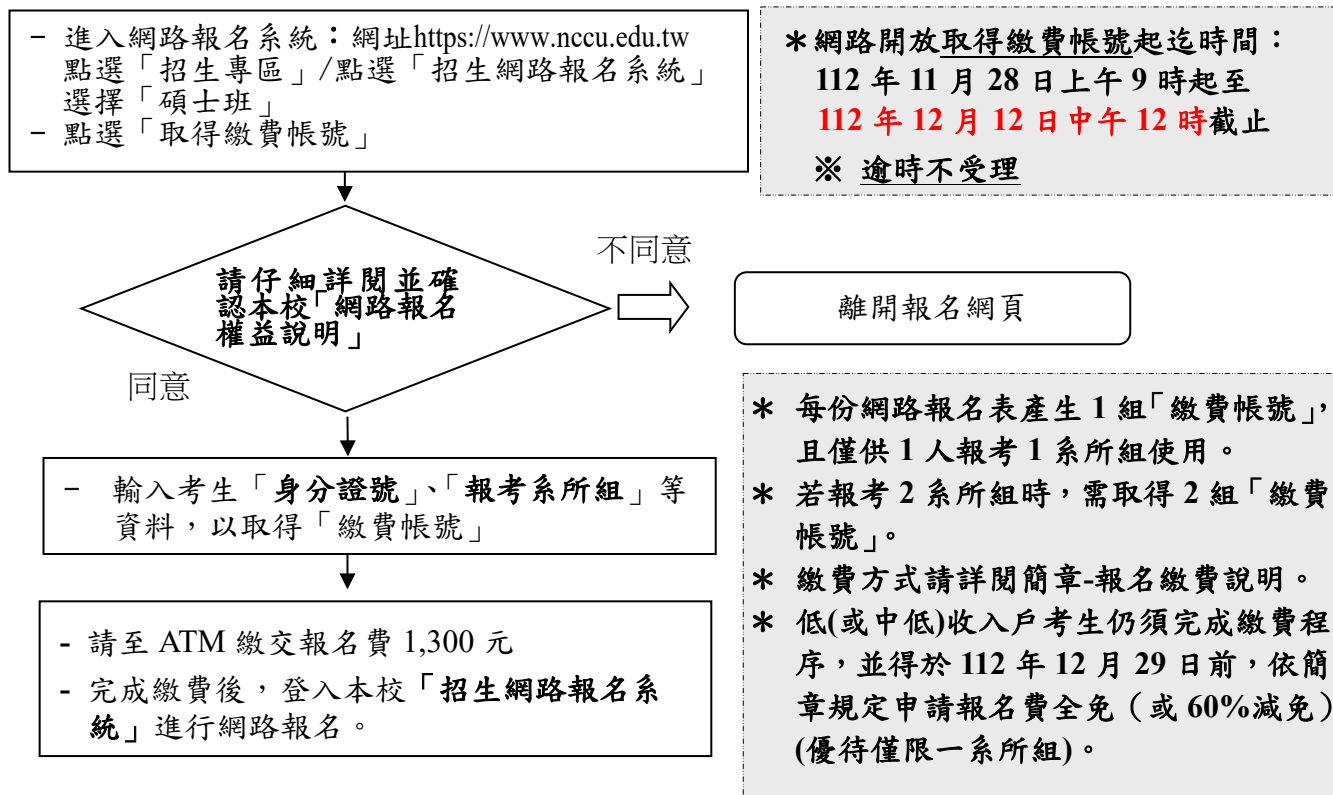 - 進入網路報名系統：網址https://www.nccu.edu.tw
點選「招生專區」/點選「招生網路報名系統」
選擇「碩士班」
- 點選「取得繳費帳號」
＊網路開放取得繳費帳號起迄時間：
112 年 11 月 28 日上午 9 時起至
112 年 12 月 12 日中午 12 時截止
※ 逾時不受理
請仔細詳閱並確
認本校「網路報名
權益說明」
不同意
離開報名網頁
同意
- 輸入考生「身分證號」、「報考系所組」等
資料，以取得「繳費帳號」
- 請至 ATM 繳交報名費 1,300 元
- 完成繳費後，登入本校「招生網路報名系
統」進行網路報名。
＊ 每份網路報名表產生 1 組「繳費帳號」，
且僅供 1 人報考 1 系所組使用。
＊ 若報考 2 系所組時，需取得 2 組「繳費
帳號」。
＊ 繳費方式請詳閱簡章-報名繳費說明。
＊ 低(或中低)收入戶考生仍須完成繳費程
序，並得於 112 年 12 月 29 日前，依簡
章規定申請報名費全免（或 60%減免）
(優待僅限一系所組)。